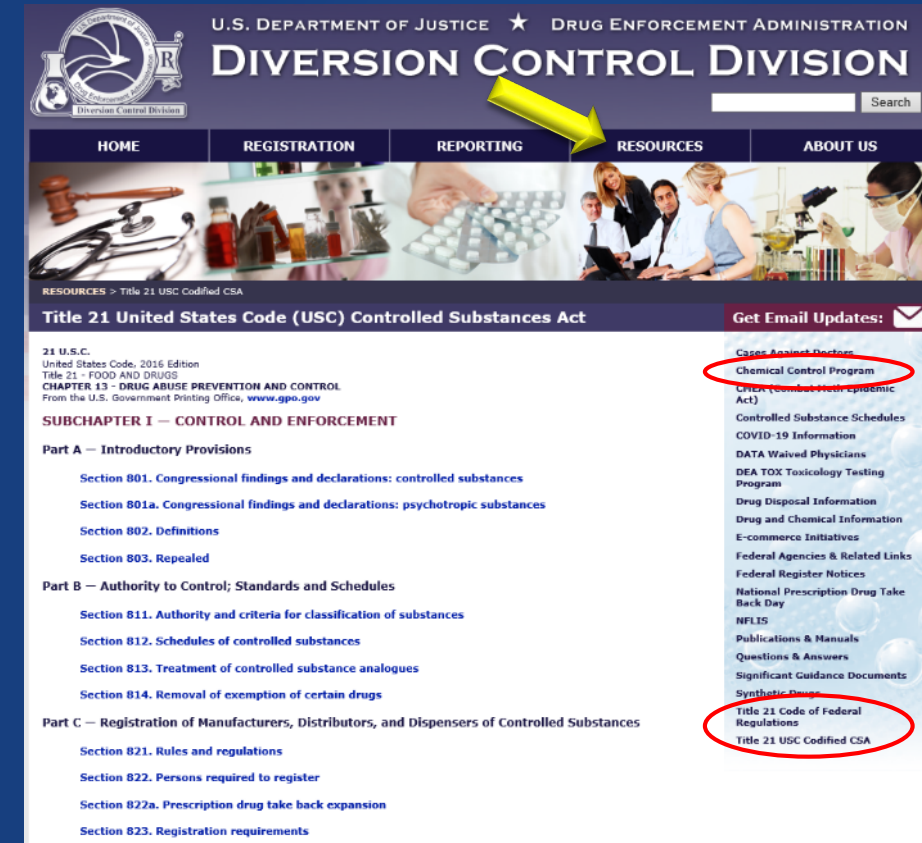 U.S. DEPARTMENT OF JUSTICE ★ DRUG ENFORCEMENT ADMINISTRATION
DIVERSION CONTROL DIVISION
Diversion Control Division
Search
HOME REGISTRATION REPORTING RESOURCES ABOUT US
RESOURCES > Title 21 USC Codified CSA
Title 21 United States Code (USC) Controlled Substances Act
21 U.S.C.
United States Code, 2016 Edition
Title 21 - FOOD AND DRUGS
CHAPTER 13 - DRUG ABUSE PREVENTION AND CONTROL
From the U.S. Government Printing Office, www.gpo.gov
SUBCHAPTER I — CONTROL AND ENFORCEMENT
Part A — Introductory Provisions
Section 801. Congressional findings and declarations: controlled substances
Section 801a. Congressional findings and declarations: psychotropic substances
Section 802. Definitions
Section 803. Repealed
Part B — Authority to Control; Standards and Schedules
Section 811. Authority and criteria for classification of substances
Section 812. Schedules of controlled substances
Section 813. Treatment of controlled substance analogues
Section 814. Removal of exemption of certain drugs
Part C — Registration of Manufacturers, Distributors, and Dispensers of Controlled Substances
Section 821. Rules and regulations
Section 822. Persons required to register
Section 822a. Prescription drug take back expansion
Section 823. Registration requirements
Get Email Updates:
Cases Against Doctors
Chemical Control Program
CMEA (Combat Meth Epidemic
Act)
Controlled Substance Schedules
COVID-19 Information
DATA Waived Physicians
DEA TOX Toxicology Testing
Program
Drug Disposal Information
Drug and Chemical Information
E-commerce Initiatives
Federal Agencies & Related Links
Federal Register Notices
National Prescription Drug Take
Back Day
NFLIS
Publications & Manuals
Questions & Answers
Significant Guidance Documents
Synthetic Drugs
Title 21 Code of Federal
Regulations
Title 21 USC Codified CSA